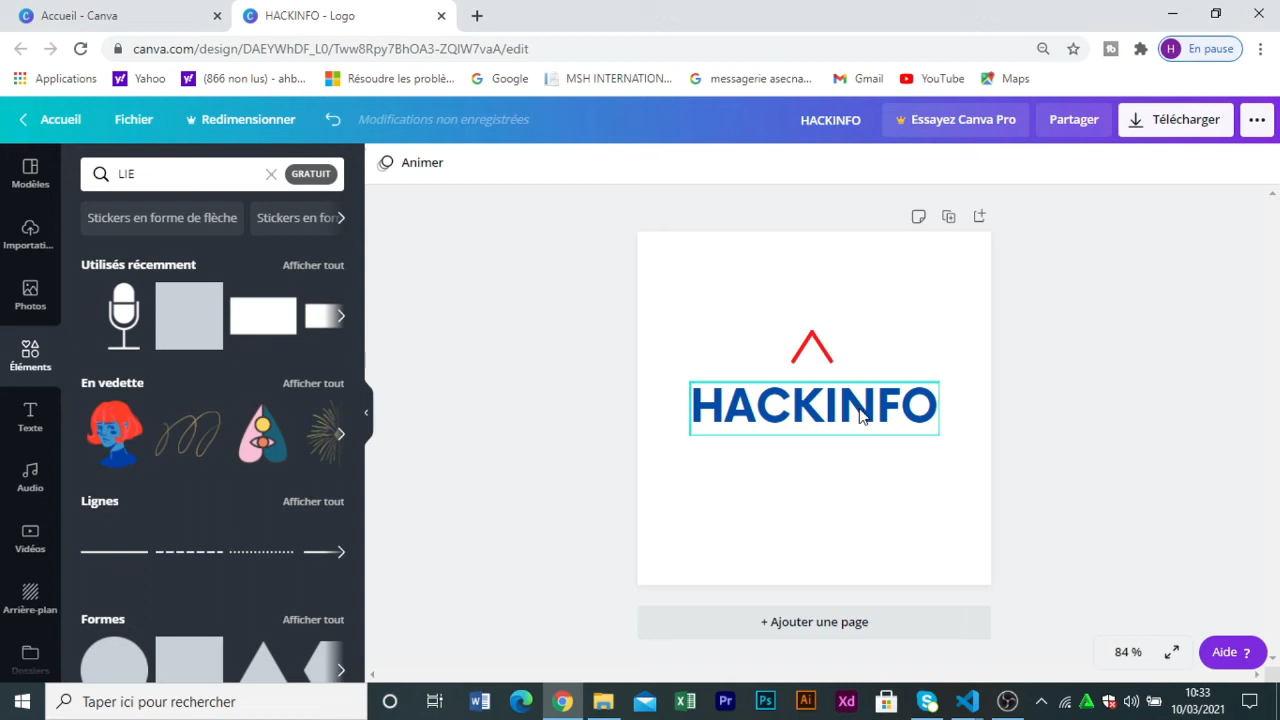 Accueil - Canva
HACKINFO - Logo
canva.com/design/DAEYWhDF_L0/Tww8Rpy7BhOA3-ZQIW7vaA/edit
En pause
Applications
Yahoo
(866 non lus) - ahb...
Résoudre les problè...
Google
MSH INTERNATION...
messagerie asecna...
Gmail
YouTube
Maps
Accueil
Fichier
Redimensionner
Modifications non enregistrées
HACKINFO
Essayez Canva Pro
Partager
Télécharger
Modèles
Importati...
Photos
Éléments
Texte
Audio
Vidéos
Arrière-plan
Dossiers
LIE
GRATUIT
Stickers en forme de flèche
Stickers en for
Utilisés récemment
Afficher tout
En vedette
Afficher tout
Lignes
Afficher tout
Formes
Afficher tout
Animer
HACKINFO
+ Ajouter une page
84 %
Aide ?
Taper ici pour rechercher
10:33
10/03/2021